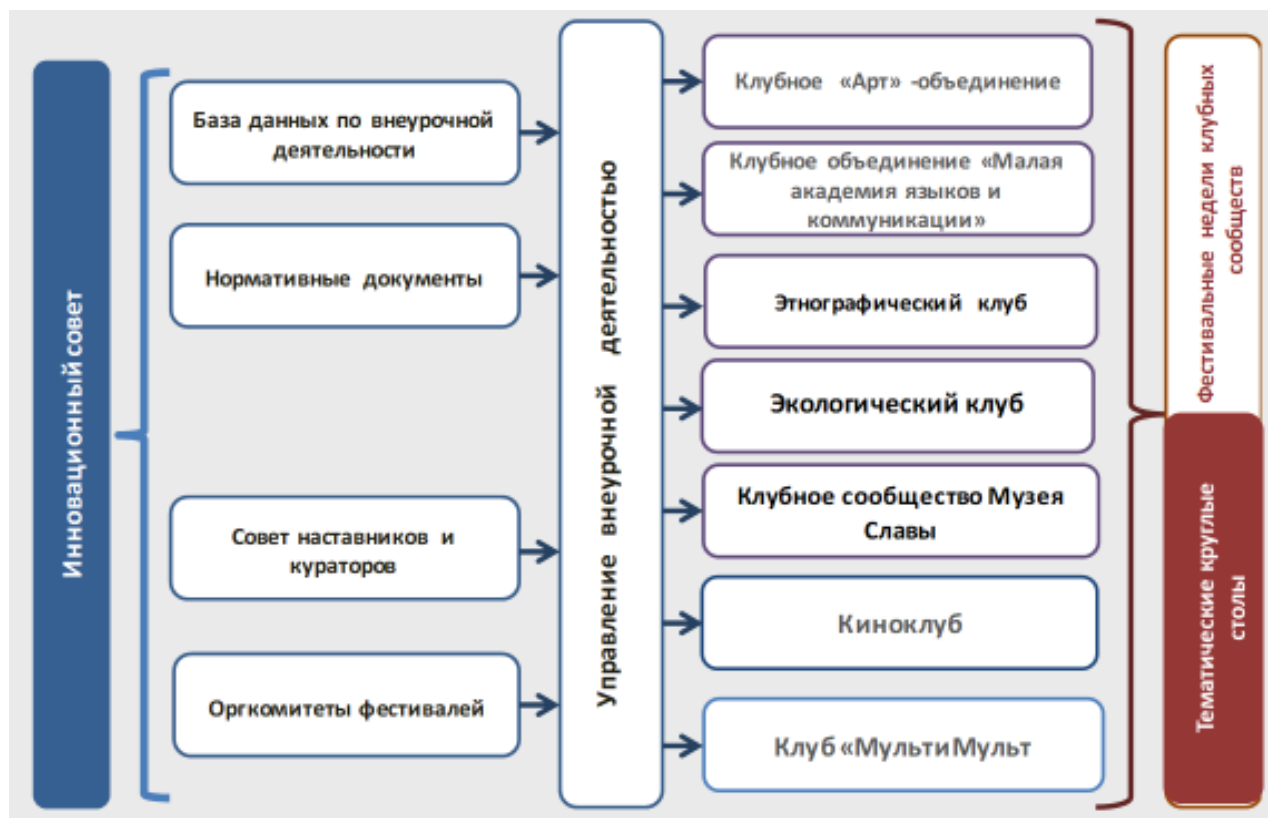 Инновационный совет
База данных по внеурочной
деятельности
Нормативные документы
Совет наставников и
кураторов
Оргкомитеты фестивалей
Управление внеурочной деятельностью
Клубное «Арт» -объединение
Клубное объединение «Малая
академия языков и
коммуникации»
Этнографический клуб
Экологический клуб
Клубное сообщество Музея
Славы
Киноклуб
Клуб «МультиМульт
Фестивальные недели клубных
сообществ
Тематические круглые
столы